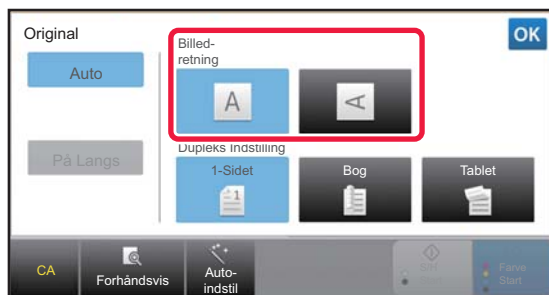 Original
OK
Billed-
retning
Auto
A
A
På Langs
Dupleks Indstilling
1-Sidet
Bog
Tablet
1
CA
Forhåndsvis
Auto-
indstil
Farve
Start